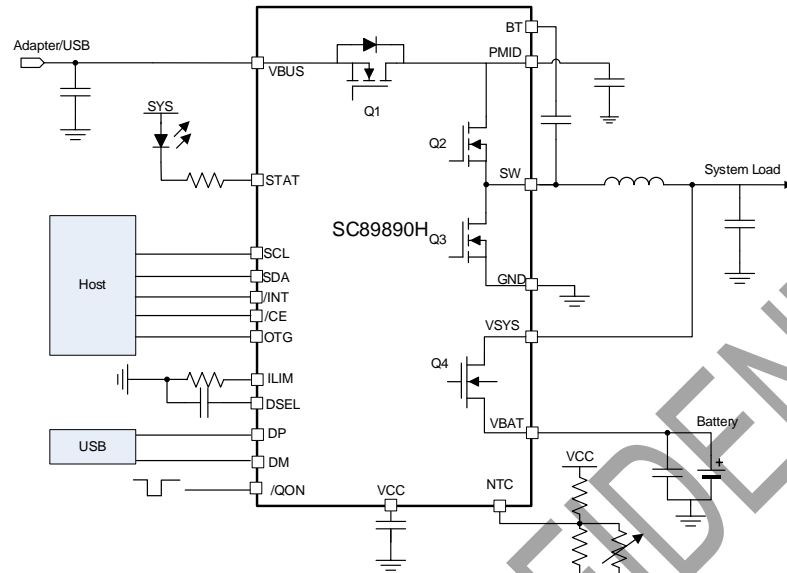 BT
Adapter/USB
PMID
VBUS
Q1
SYS
Q2
SW
System Load
STAT
SC89890H
Q3
Host
SCL
SDA
/INT
/CE
OTG
GND
VSYS
Q4
ILIM
DSEL
VBAT
Battery
+
USB
DP
DM
/QON
VCC
NTC
VCC